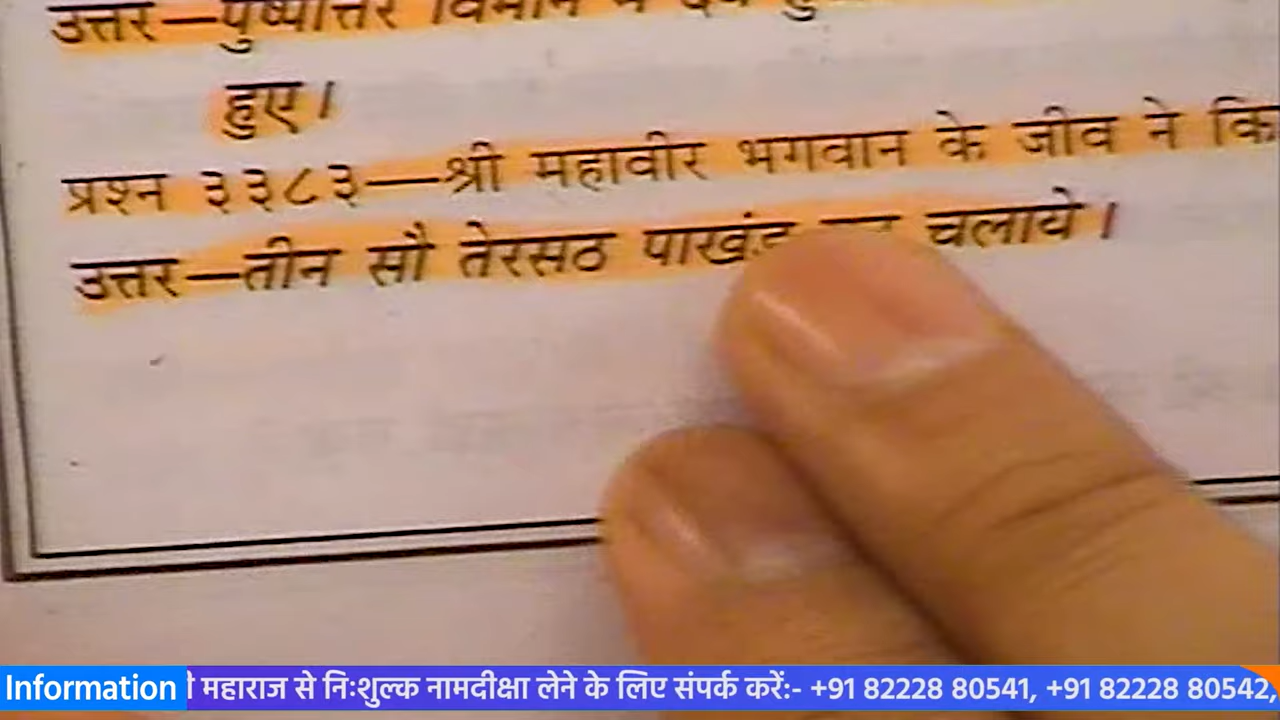 उत्तर—पुष्पोत्तर विमान में देव
हुए।
प्रश्न ३३८३—श्री महावीर भगवान के जीव ने
उत्तर—तीन सौ तेरसठ पाखंड चलाये।
Information महाराज से निःशुल्क नामदीक्षा लेने के लिए संपर्क करें:- +91 82228 80541, +91 82228 80542,